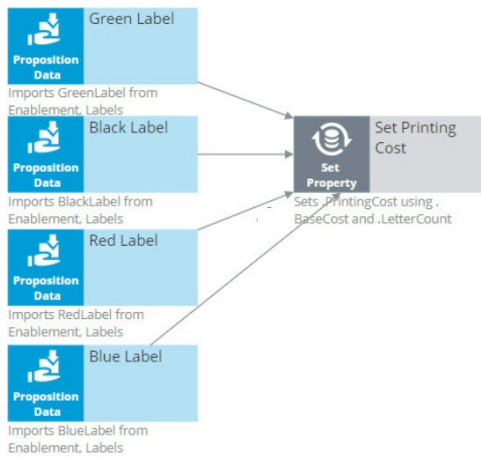 Green Label
Proposition
Data
Imports GreenLabel from
Enablement, Labels
Black Label
Proposition
Data
Imports BlackLabel from
Enablement, Labels
Red Label
Proposition
Data
Imports RedLabel from
Enablement, Labels
Blue Label
Proposition
Data
Imports BlueLabel from
Enablement, Labels
Set Printing
Cost
Set
Property
Sets .PrintingCost using .
BaseCost and .LetterCount